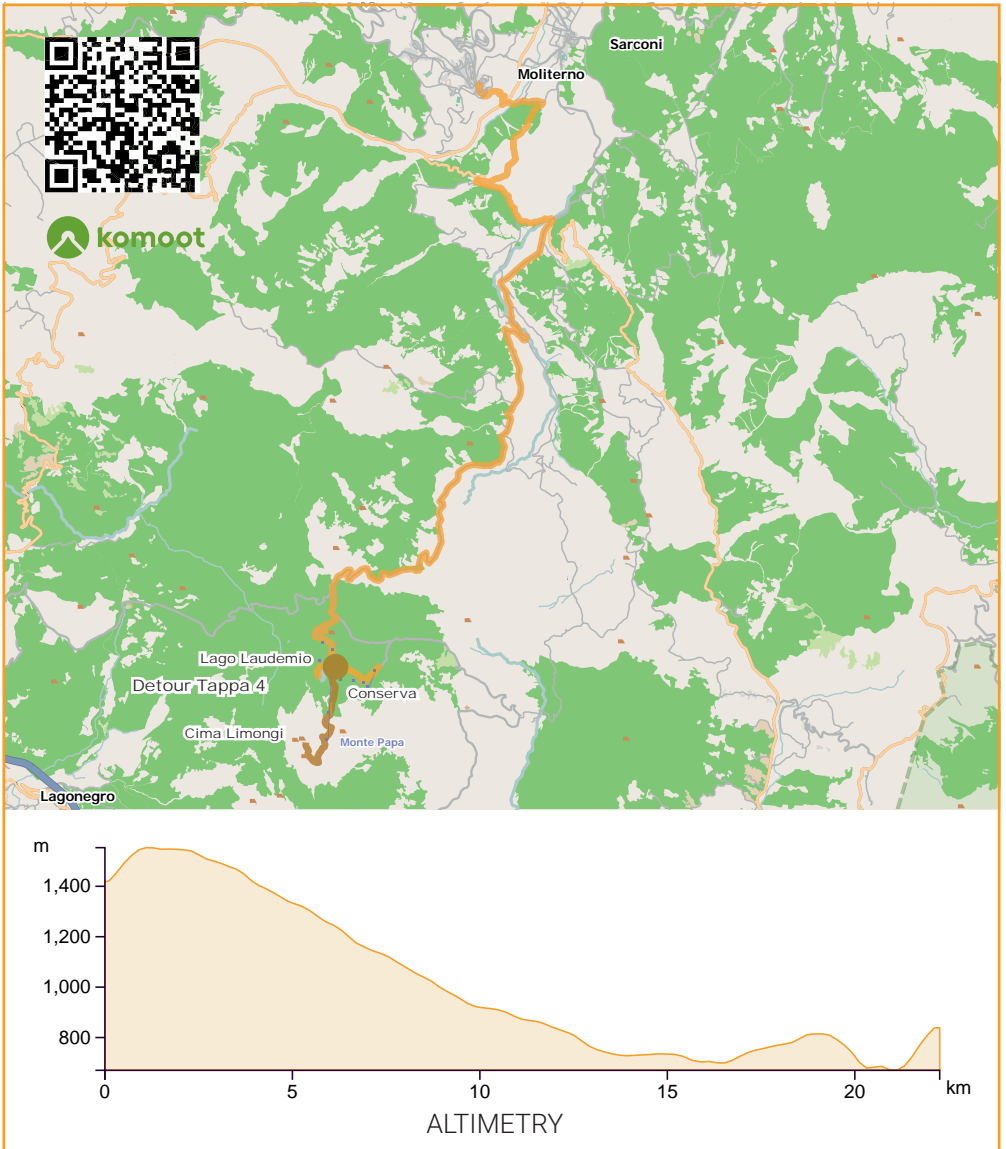 Sarconi
Moliterno
komoot
Lago Laudemio
Detour Tappa 4
Conserva
Cima Limongi
Monte Papa
Lagonegro
m
1,400
1,200
1,000
800
0 5 10 15 20 km
ALTIMETRY